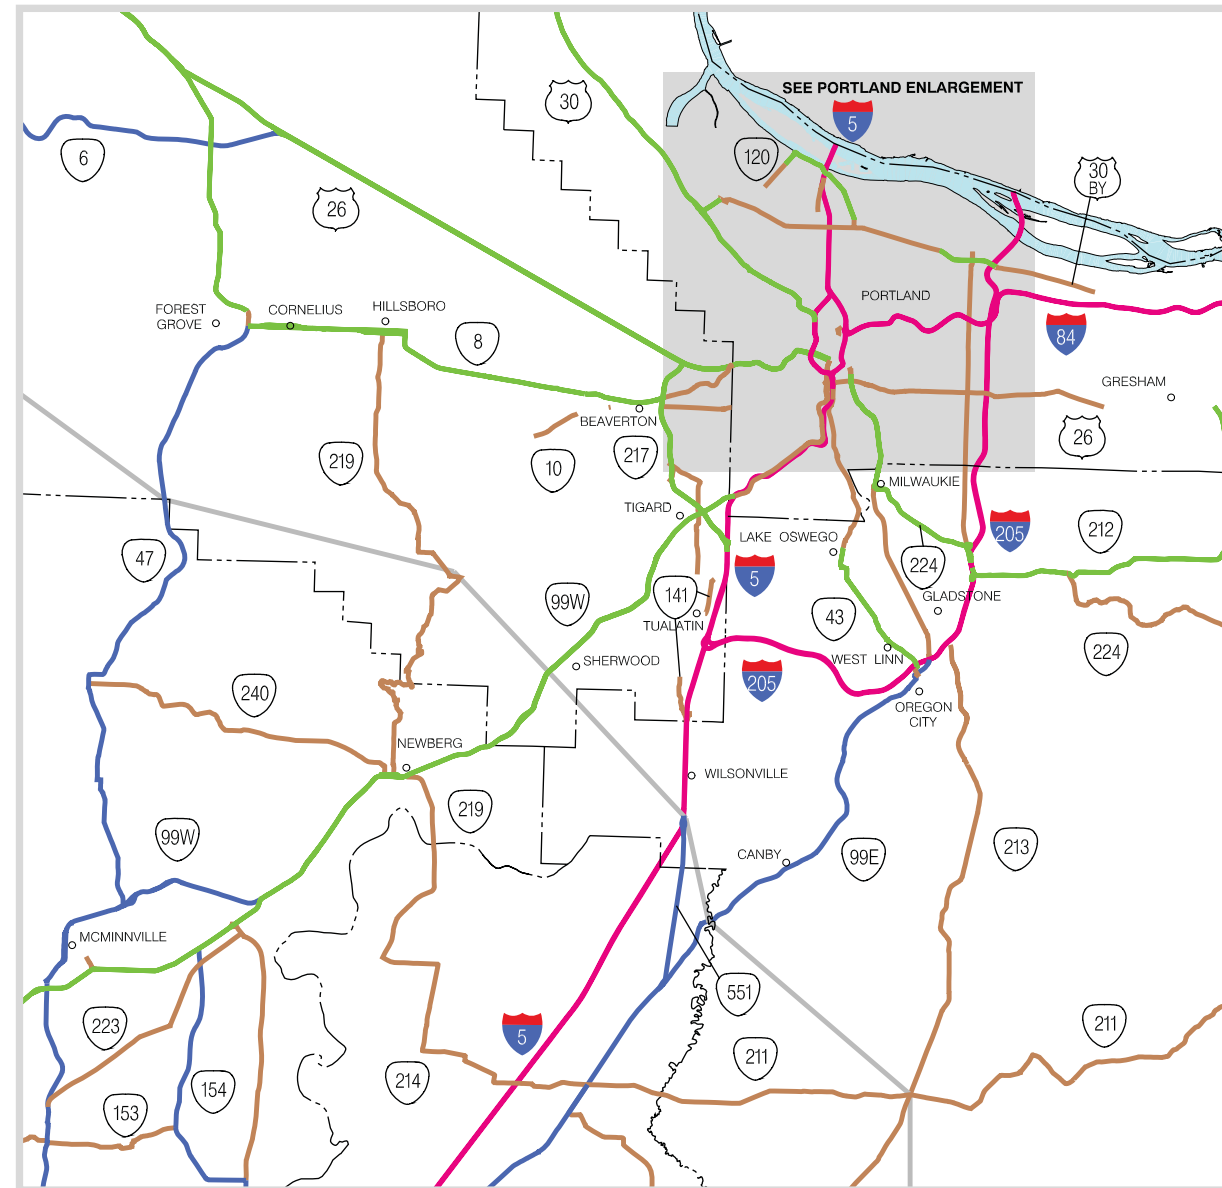 SEE PORTLAND ENLARGEMENT
30
5
120
6
30
BY
26
PORTLAND
FOREST
GROVE
CORNELIUS
HILLSBORO
8
84
GRESHAM
BEAVERTON
26
217
219
10
MILWAUKIE
TIGARD
LAKE OSWEGO
205
212
47
5
224
99W
141
GLADSTONE
43
TUALATIN
224
SHERWOOD
WEST LINN
205
240
OREGON
CITY
NEWBERG
WILSONVILLE
219
99W
CANBY
99E
213
MCMINNVILLE
551
223
5
211
211
214
154
153